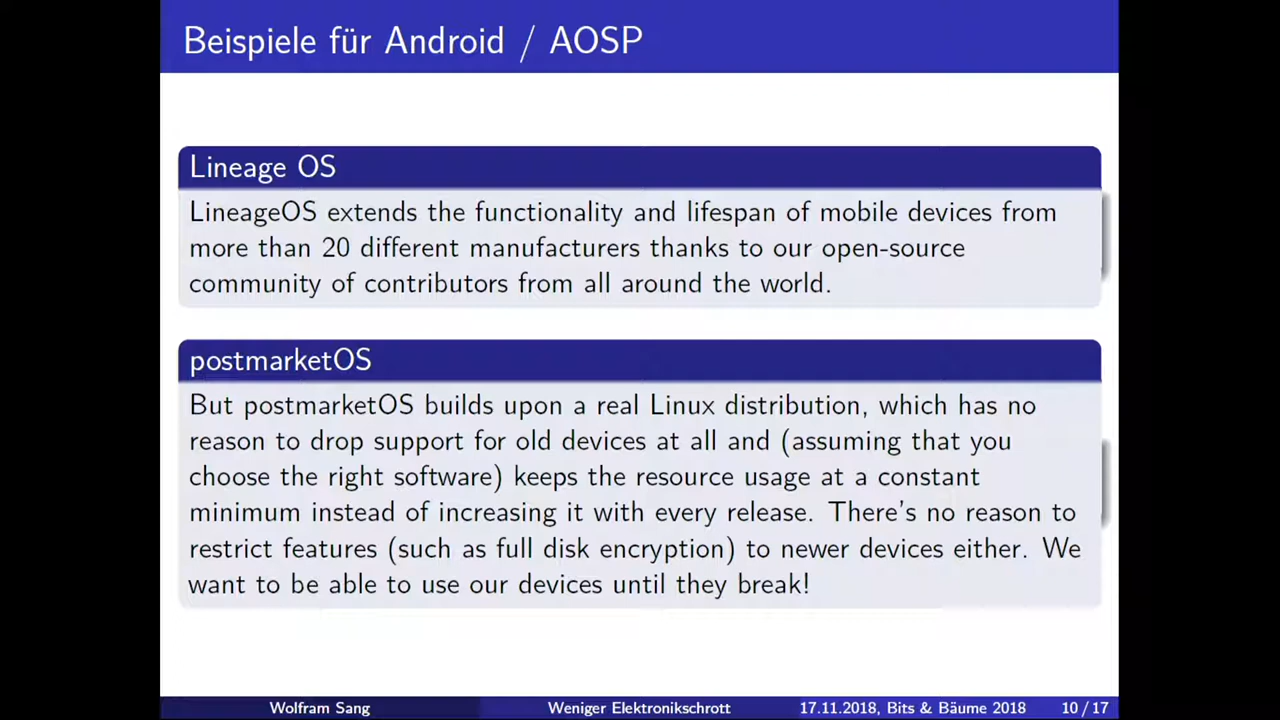 Beispiele für Android / AOSP
Lineage OS
LineageOS extends the functionality and lifespan of mobile devices from
more than 20 different manufacturers thanks to our open-source
community of contributors from all around the world.
postmarketOS
But postmarketOS builds upon a real Linux distribution, which has no
reason to drop support for old devices at all and (assuming that you
choose the right software) keeps the resource usage at a constant
minimum instead of increasing it with every release. There's no reason to
restrict features (such as full disk encryption) to newer devices either. We
want to be able to use our devices until they break!
Wolfram Sang Weniger Elektronikschrott 17.11.2018, Bits & Bäume 2018 10 / 17